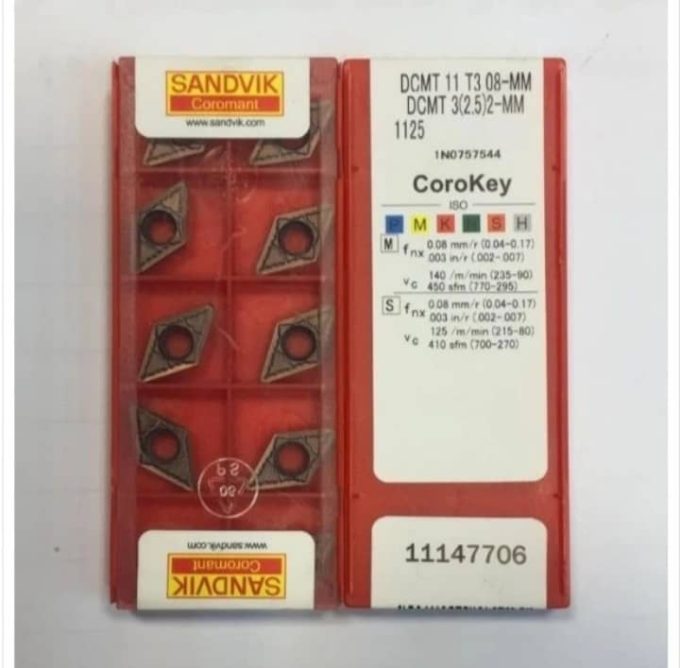 SANDVIK
Coromant
www.sandvik.com
PS
08
www.sandvik.com
Coromant
SANDVIK
DCMT 11 T3 08-MM
DCMT 3(2.5)2-MM
1125
1N0757544
CoroKey
ISO
P M K N S H
M fnx 0.08 mm/r (0.04-0.17)
.003 in/r (.002-.007)
vc 140 /m/min (235-90)
450 sfm (770-295)
S fnx 0.08 mm/r (0.04-0.17)
.003 in/r (.002-.007)
vc 125 /m/min (215-80)
410 sfm (700-270)
11147706